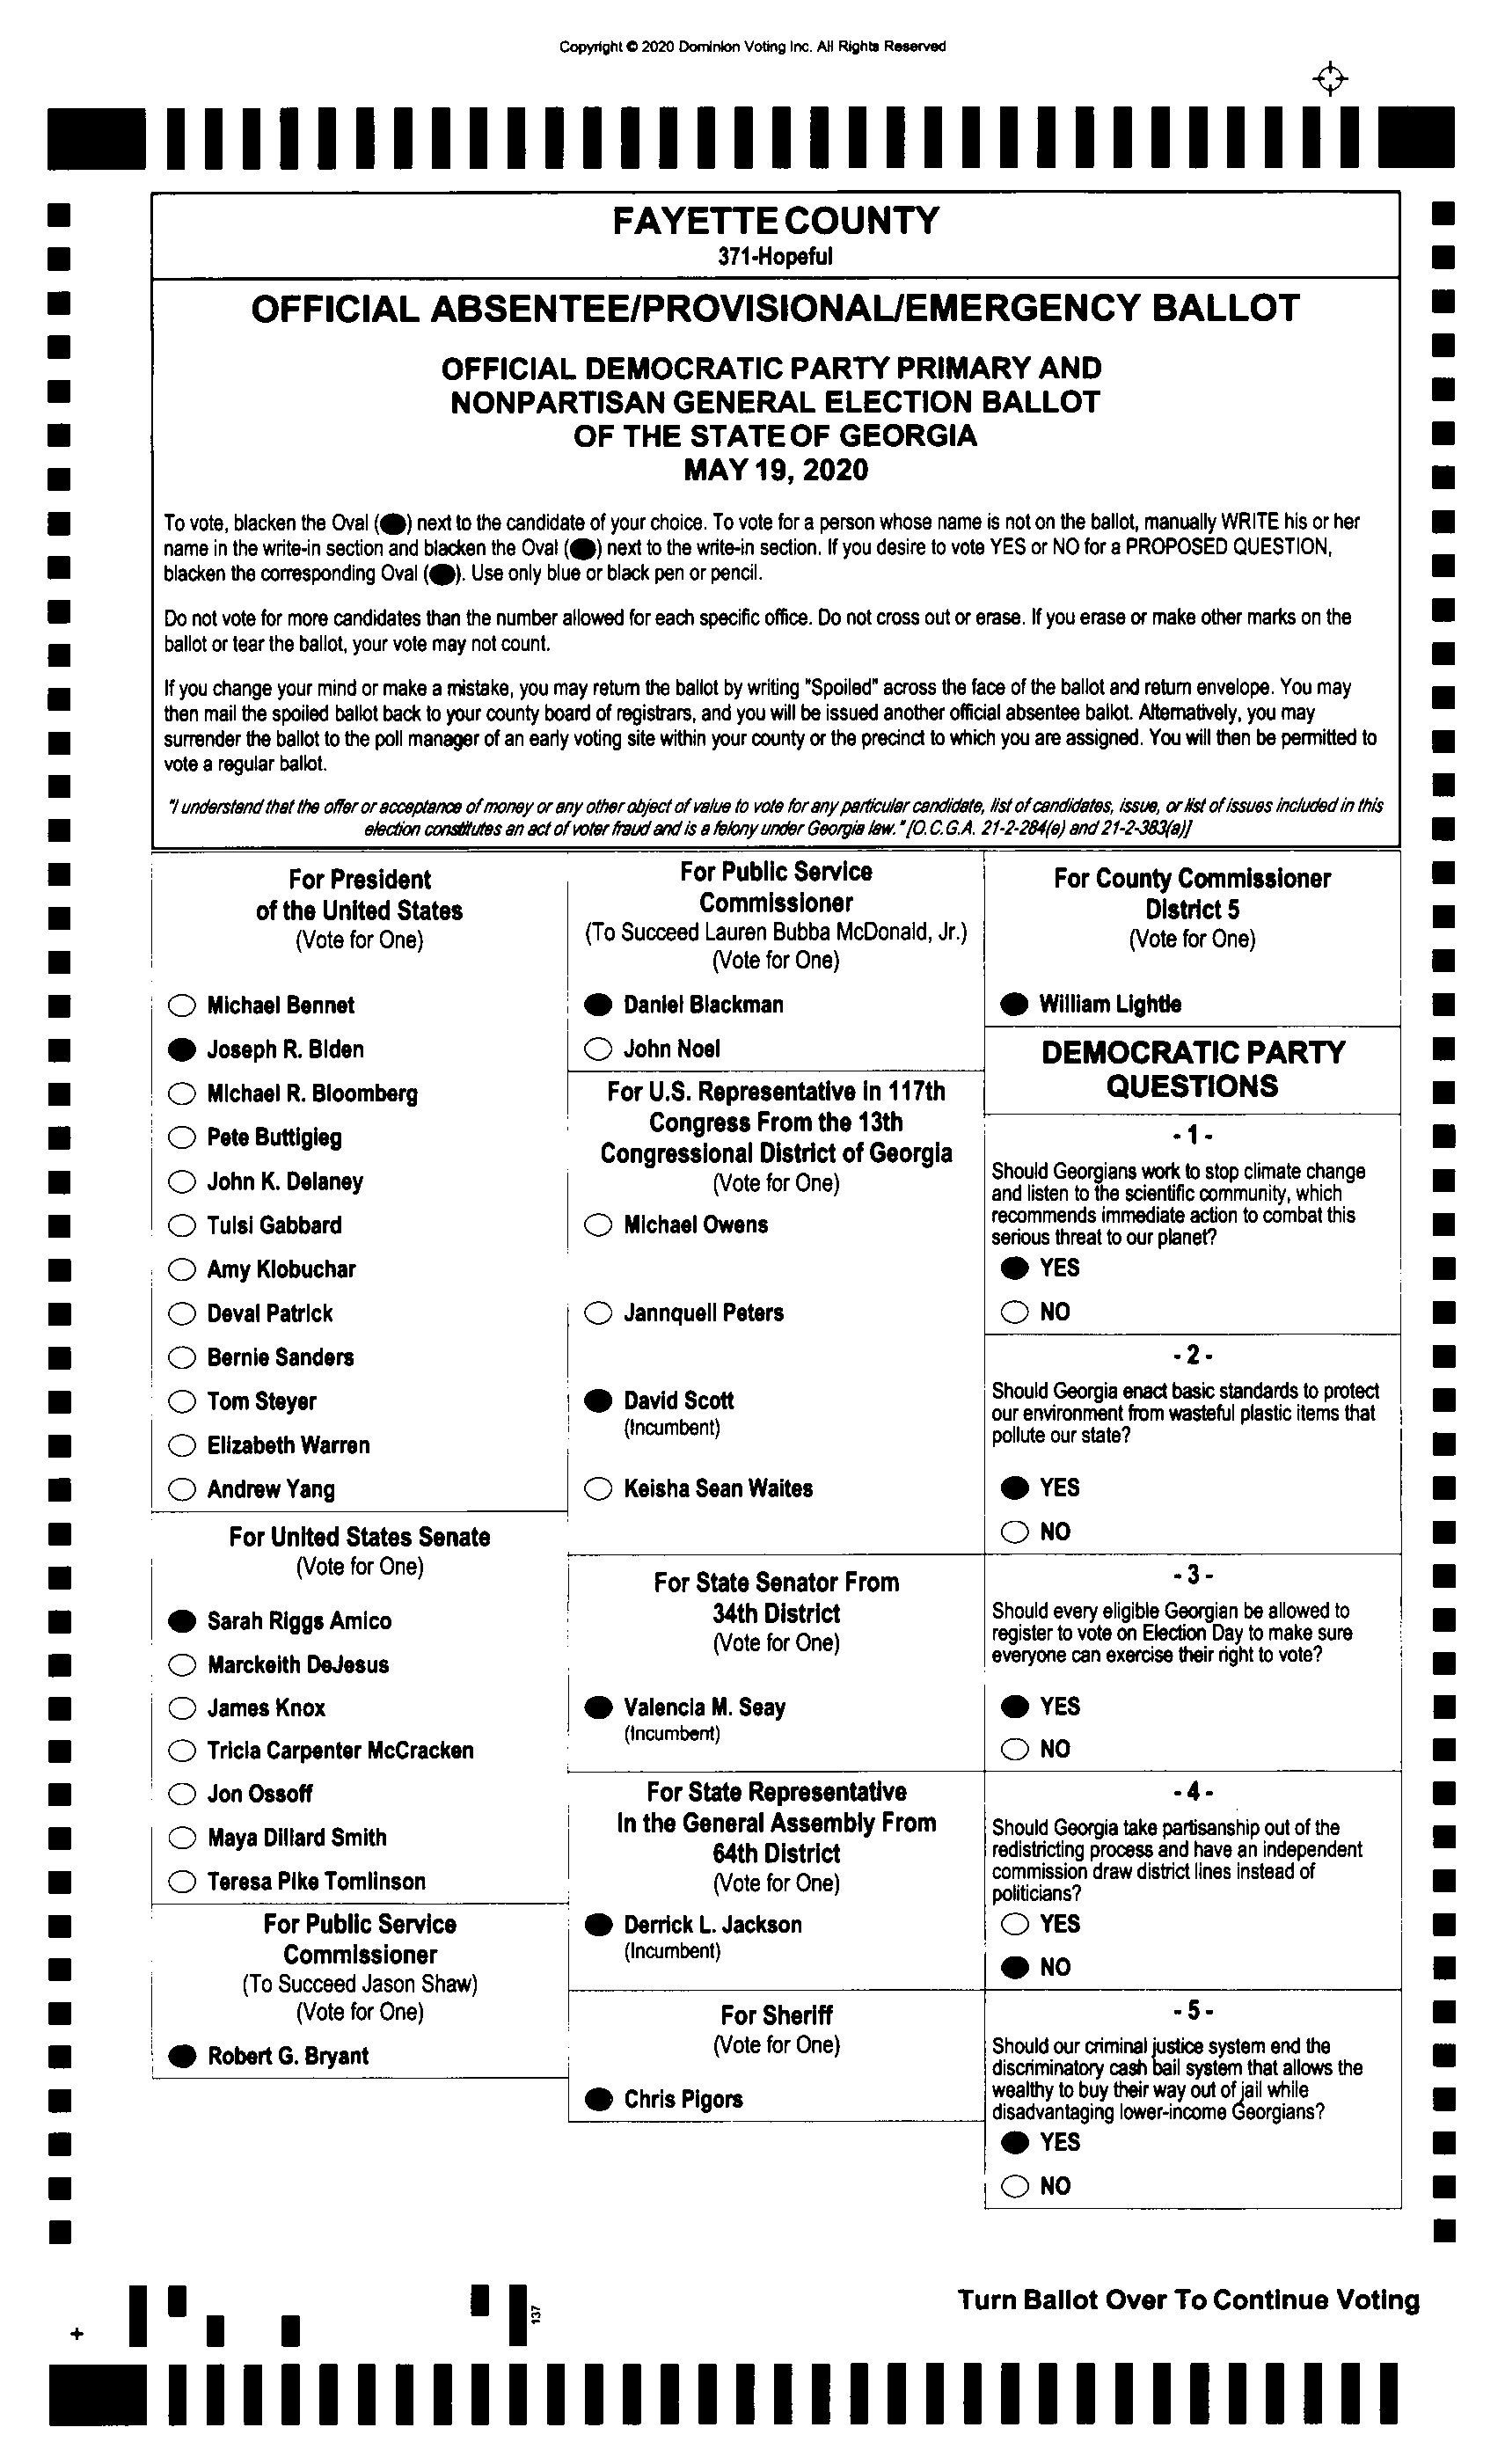 Copyright © 2020 Dominion Voting Inc. All Rights Reserved
FAYETTE COUNTY
371-Hopeful
OFFICIAL ABSENTEE/PROVISIONAL/EMERGENCY BALLOT
OFFICIAL DEMOCRATIC PARTY PRIMARY AND
NONPARTISAN GENERAL ELECTION BALLOT
OF THE STATE OF GEORGIA
MAY 19, 2020
To vote, blacken the Oval ( ) next to the candidate of your choice. To vote for a person whose name is not on the ballot, manually WRITE his or her
name in the write-in section and blacken the Oval ( ) next to the write-in section. If you desire to vote YES or NO for a PROPOSED QUESTION,
blacken the corresponding Oval ( ). Use only blue or black pen or pencil.
Do not vote for more candidates than the number allowed for each specific office. Do not cross out or erase. If you erase or make other marks on the
ballot or tear the ballot, your vote may not count.
If you change your mind or make a mistake, you may return the ballot by writing "Spoiled" across the face of the ballot and return envelope. You may
then mail the spoiled ballot back to your county board of registrars, and you will be issued another official absentee ballot. Alternatively, you may
surrender the ballot to the poll manager of an early voting site within your county or the precinct to which you are assigned. You will then be permitted to
vote a regular ballot.
"I understand that the offer or acceptance of money or any other object of value to vote for any particular candidate, list of candidates, issue, or list of issues included in this
election constitutes an act of voter fraud and is a felony under Georgia law." [O.C.G.A. 21-2-284(e) and 21-2-383(a)]
For President
of the United States
(Vote for One)
Michael Bennet
Joseph R. Biden
Michael R. Bloomberg
Pete Buttigieg
John K. Delaney
Tulsi Gabbard
Amy Klobuchar
Deval Patrick
Bernie Sanders
Tom Steyer
Elizabeth Warren
Andrew Yang
For United States Senate
(Vote for One)
Sarah Riggs Amico
Marckeith DeJesus
James Knox
Tricia Carpenter McCracken
Jon Ossoff
Maya Dillard Smith
Teresa Pike Tomlinson
For Public Service
Commissioner
(To Succeed Jason Shaw)
(Vote for One)
Robert G. Bryant
For Public Service
Commissioner
(To Succeed Lauren Bubba McDonald, Jr.)
(Vote for One)
Daniel Blackman
John Noel
For U.S. Representative in 117th
Congress From the 13th
Congressional District of Georgia
(Vote for One)
Michael Owens
Jannquell Peters
David Scott
(Incumbent)
Keisha Sean Waites
For State Senator From
34th District
(Vote for One)
Valencia M. Seay
(Incumbent)
For State Representative
In the General Assembly From
64th District
(Vote for One)
Derrick L. Jackson
(Incumbent)
For Sheriff
(Vote for One)
Chris Pigors
For County Commissioner
District 5
(Vote for One)
William Lightle
DEMOCRATIC PARTY
QUESTIONS
- 1 -
Should Georgians work to stop climate change
and listen to the scientific community, which
recommends immediate action to combat this
serious threat to our planet?
YES
NO
- 2 -
Should Georgia enact basic standards to protect
our environment from wasteful plastic items that
pollute our state?
YES
NO
- 3 -
Should every eligible Georgian be allowed to
register to vote on Election Day to make sure
everyone can exercise their right to vote?
YES
NO
- 4 -
Should Georgia take partisanship out of the
redistricting process and have an independent
commission draw district lines instead of
politicians?
YES
NO
- 5 -
Should our criminal justice system end the
discriminatory cash bail system that allows the
wealthy to buy their way out of jail while
disadvantaging lower-income Georgians?
YES
NO
Turn Ballot Over To Continue Voting
137